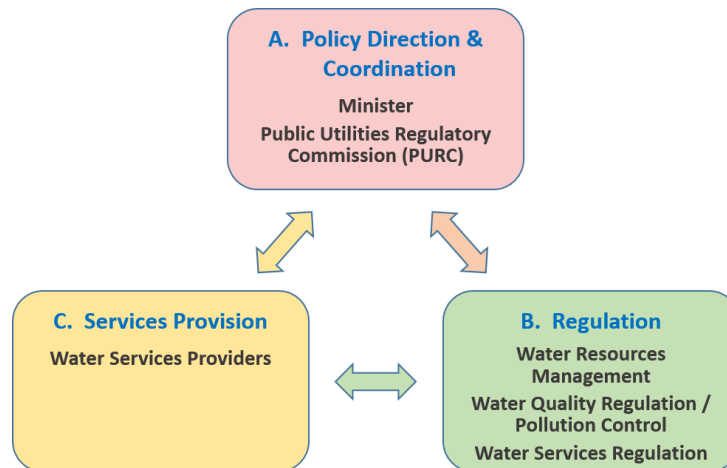 A. Policy Direction &
Coordination
Minister
Public Utilities Regulatory
Commission (PURC)
C. Services Provision
Water Services Providers
B. Regulation
Water Resources
Management
Water Quality Regulation /
Pollution Control
Water Services Regulation